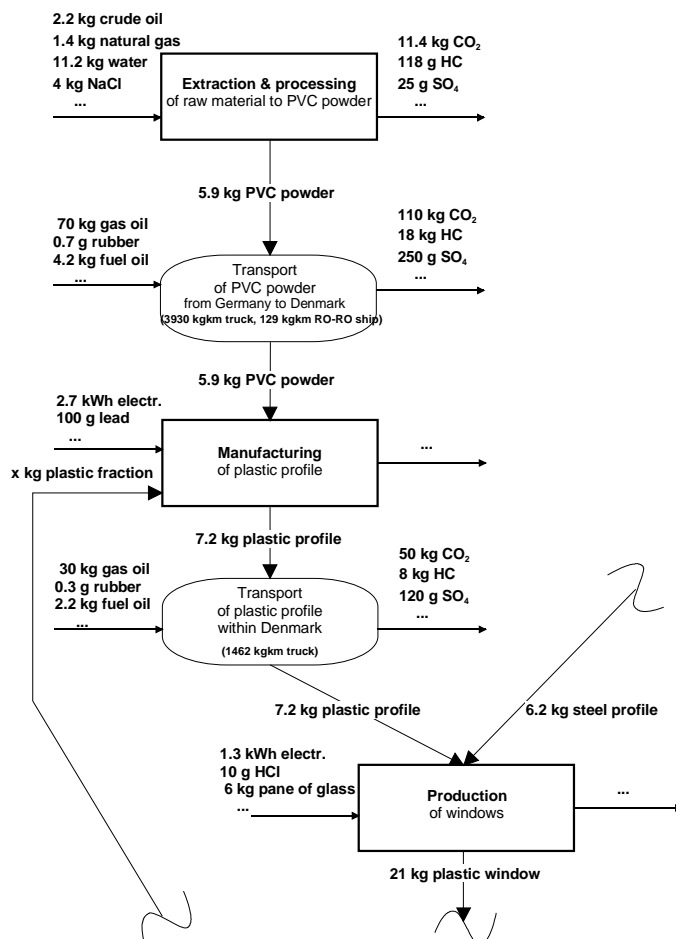 2.2 kg crude oil
1.4 kg natural gas
11.2 kg water
4 kg NaCl
...
Extraction & processing
of raw material to PVC powder
11.4 kg CO₂
118 g HC
25 g SO₄
...
5.9 kg PVC powder
70 kg gas oil
0.7 g rubber
4.2 kg fuel oil
...
Transport
of PVC powder
from Germany to Denmark
(3930 kgkm truck, 129 kgkm RO-RO ship)
110 kg CO₂
18 kg HC
250 g SO₄
...
5.9 kg PVC powder
2.7 kWh electr.
100 g lead
...
x kg plastic fraction
Manufacturing
of plastic profile
...
7.2 kg plastic profile
30 kg gas oil
0.3 g rubber
2.2 kg fuel oil
...
Transport
of plastic profile
within Denmark
(1462 kgkm truck)
50 kg CO₂
8 kg HC
120 g SO₄
...
7.2 kg plastic profile
6.2 kg steel profile
1.3 kWh electr.
10 g HCl
6 kg pane of glass
...
Production
of windows
...
21 kg plastic window